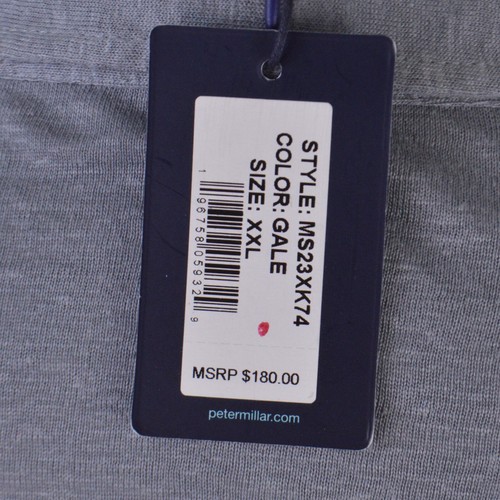 STYLE: MS23XK74
COLOR: GALE
SIZE: XXL
1 96758 05932 9
MSRP $180.00
petermillar.com